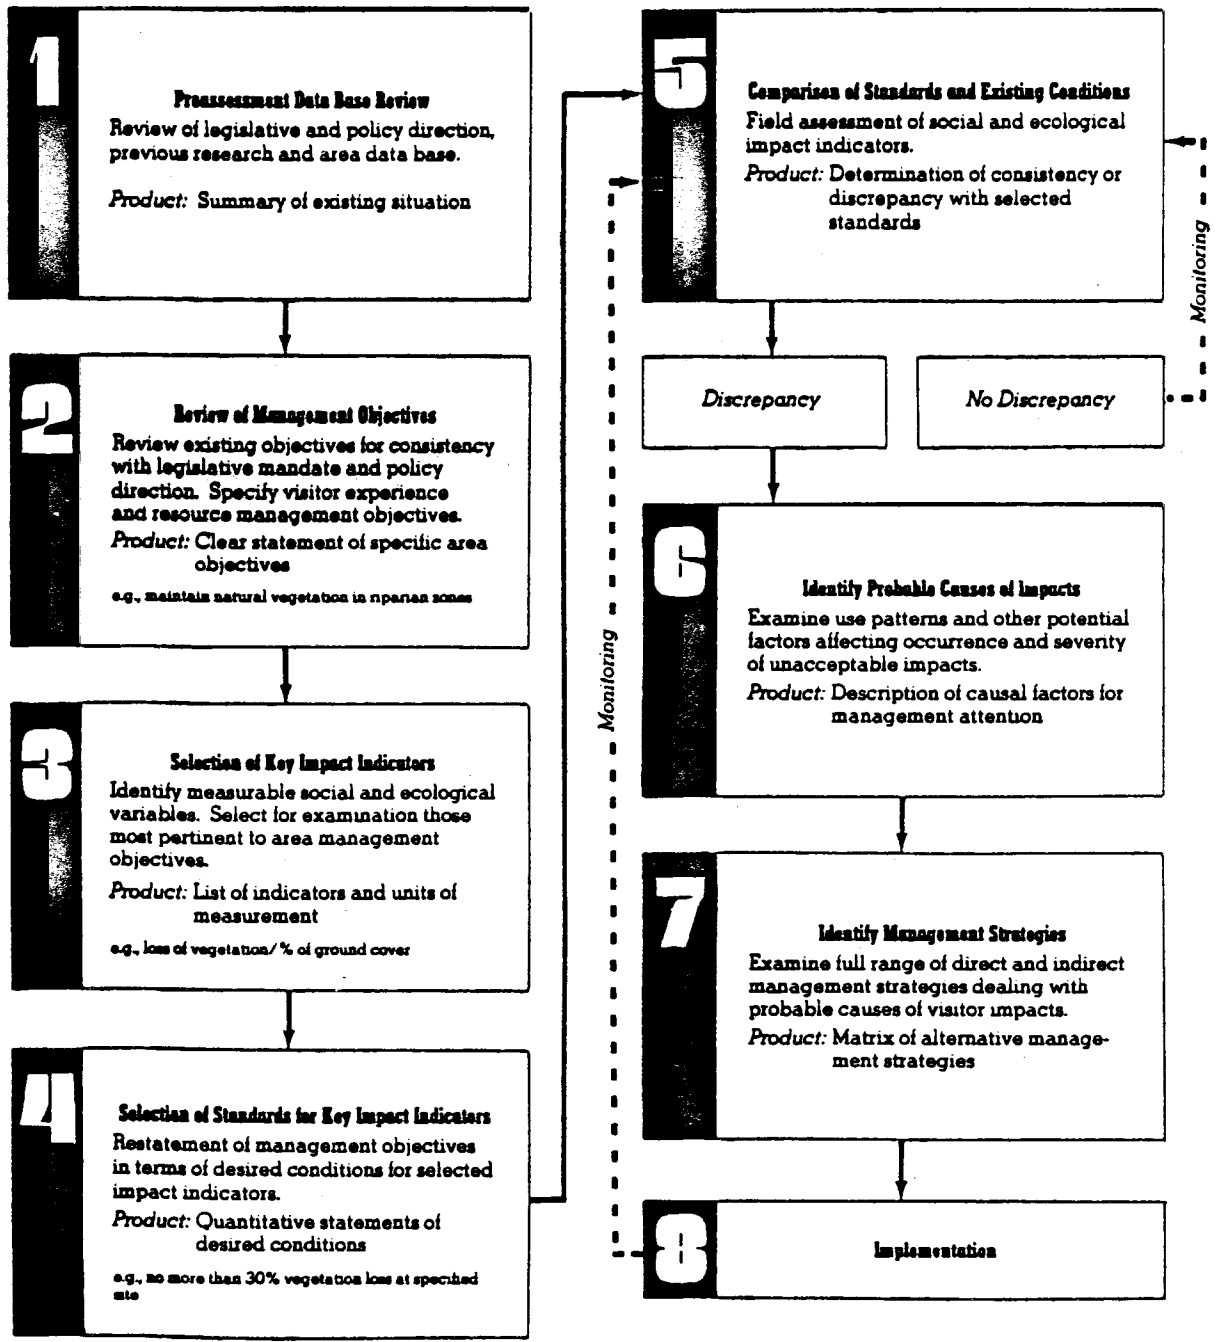 1
Preassessment Data Base Review
Review of legislative and policy direction,
previous research and area data base.
Product: Summary of existing situation
2
Review of Management Objectives
Review existing objectives for consistency
with legislative mandate and policy
direction. Specify visitor experience
and resource management objectives.
Product: Clear statement of specific area
objectives
e.g., maintain natural vegetation in riparian zones
3
Selection of Key Impact Indicators
Identify measurable social and ecological
variables. Select for examination those
most pertinent to area management
objectives.
Product: List of indicators and units of
measurement
e.g., loss of vegetation/% of ground cover
4
Selection of Standards for Key Impact Indicators
Restatement of management objectives
in terms of desired conditions for selected
impact indicators.
Product: Quantitative statements of
desired conditions
e.g., no more than 30% vegetation loss at specified
site
5
Comparison of Standards and Existing Conditions
Field assessment of social and ecological
impact indicators.
Product: Determination of consistency or
discrepancy with selected
standards
Monitoring
Discrepancy
No Discrepancy
Monitoring
6
Identify Probable Causes of Impacts
Examine use patterns and other potential
factors affecting occurrence and severity
of unacceptable impacts.
Product: Description of causal factors for
management attention
7
Identify Management Strategies
Examine full range of direct and indirect
management strategies dealing with
probable causes of visitor impacts.
Product: Matrix of alternative manage-
ment strategies
8
Implementation